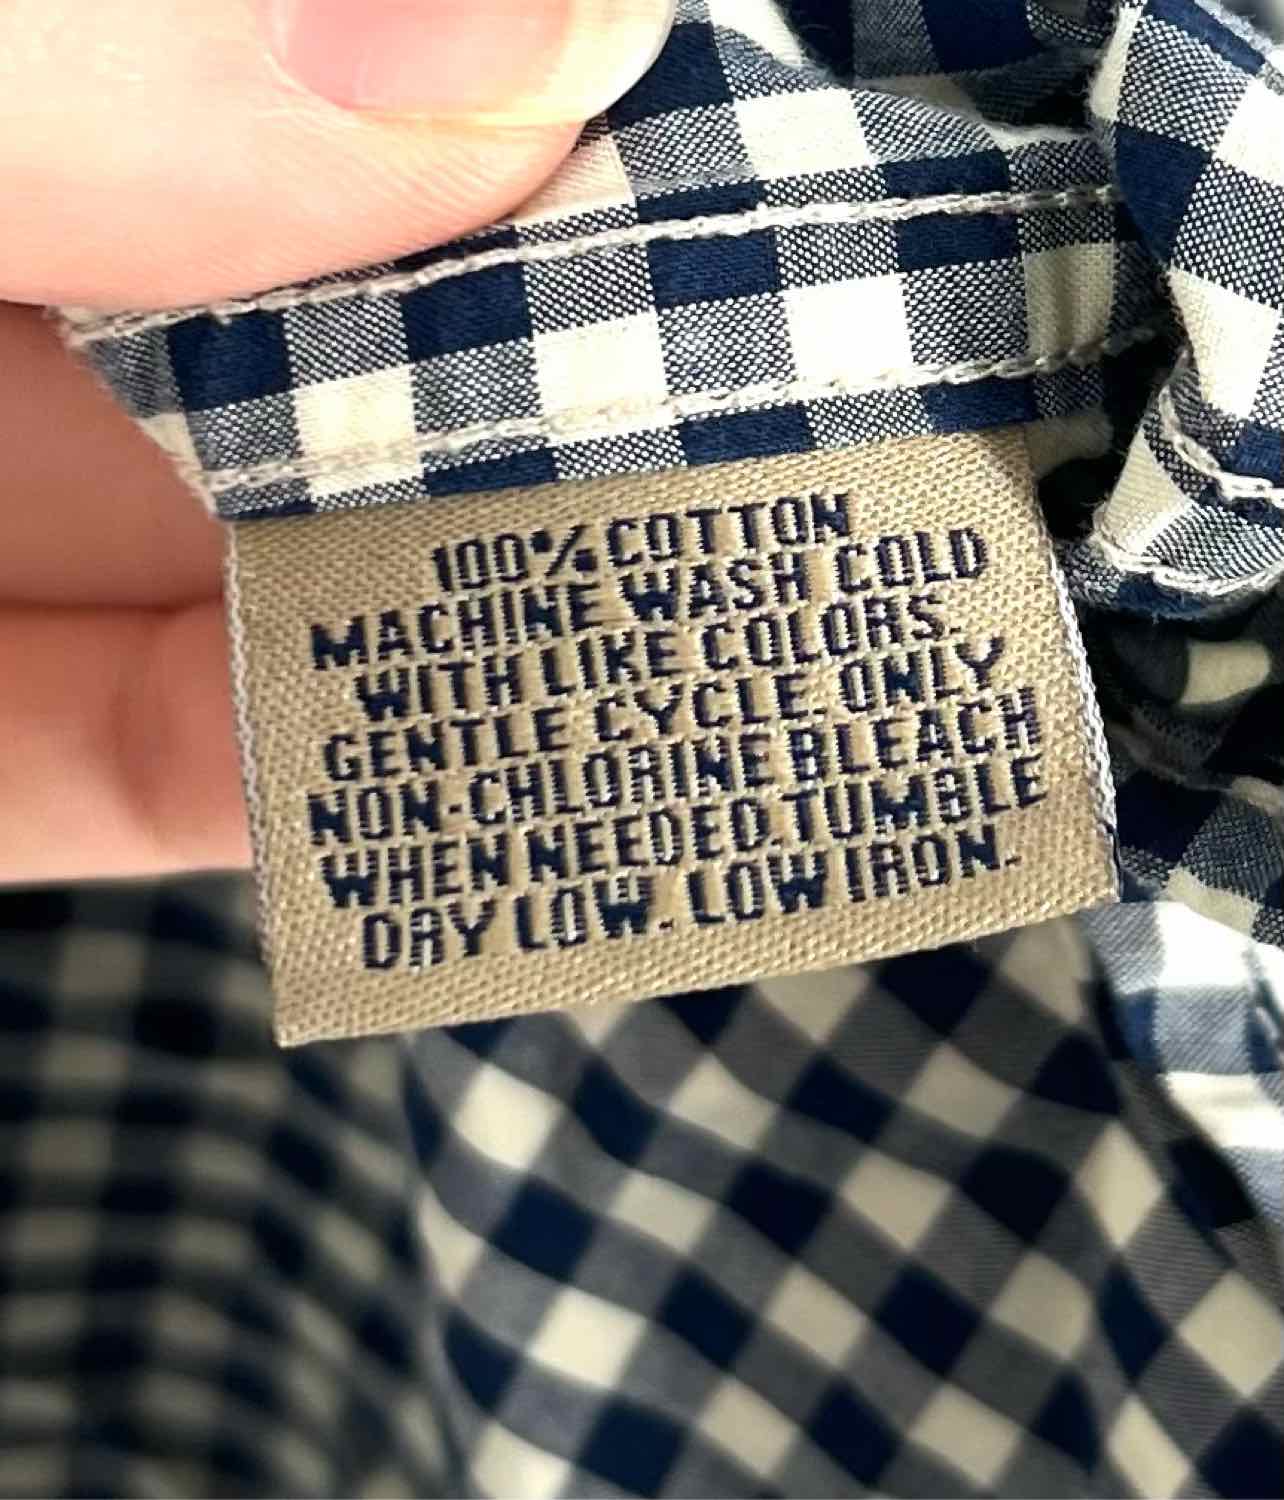 100% COTTON
MACHINE WASH COLD
WITH LIKE COLORS.
GENTLE CYCLE. ONLY
NON-CHLORINE BLEACH
WHEN NEEDED. TUMBLE
DRY LOW. LOW IRON.